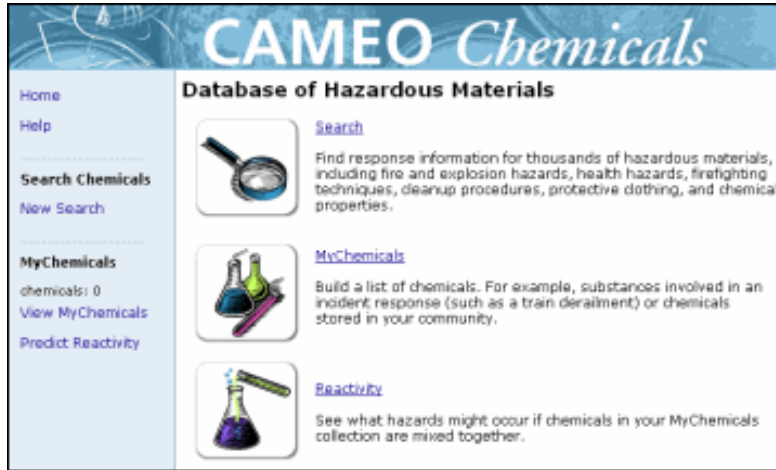 CAMEO Chemicals
Home
Help
Search Chemicals
New Search
MyChemicals
chemicals: 0
View MyChemicals
Predict Reactivity
Database of Hazardous Materials
Search
Find response information for thousands of hazardous materials,
including fire and explosion hazards, health hazards, firefighting
techniques, cleanup procedures, protective clothing, and chemical
properties.
MyChemicals
Build a list of chemicals. For example, substances involved in an
incident response (such as a train derailment) or chemicals
stored in your community.
Reactivity
See what hazards might occur if chemicals in your MyChemicals
collection are mixed together.